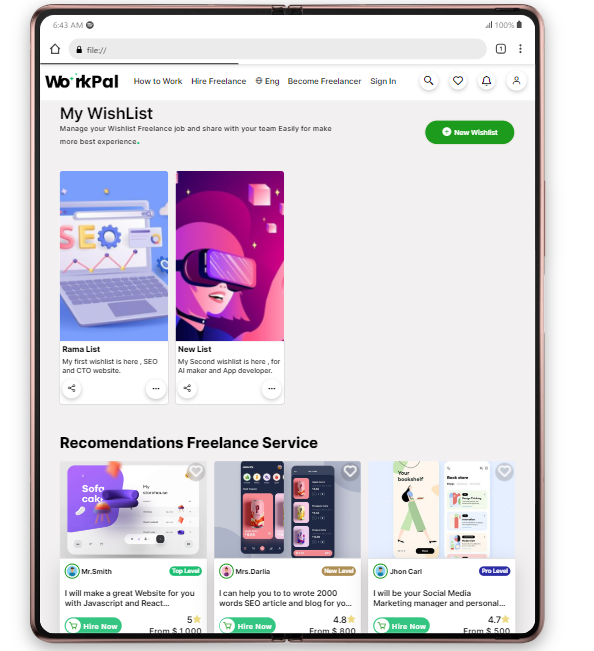 6:43 AM
100%
file://
1
WorkPal
How to Work Hire Freelance Eng Become Freelancer Sign In
My WishList
Manage your Wishlist Freelance job and share with your team Easily for make
more best experience.
New Wishlist
SEO
Rama List
My first wishlist is here , SEO
and CTO website.
New List
My Second wishlist is here , for
AI maker and App developer.
Recomendations Freelance Service
Sofa
cak
My
storehouse
Your
bookshelf
Book store
Mr.Smith
Top Level
I will make a great Website for you
with Javascript and React...
5
Hire Now
From $ 1,000
Mrs.Darlia
New Level
I can help you to to wrote 2000
words SEO article and blog for yo...
4.8
Hire Now
From $ 800
Jhon Carl
Pro Level
I will be your Social Media
Marketing manager and personal...
4.7
Hire Now
From $ 500